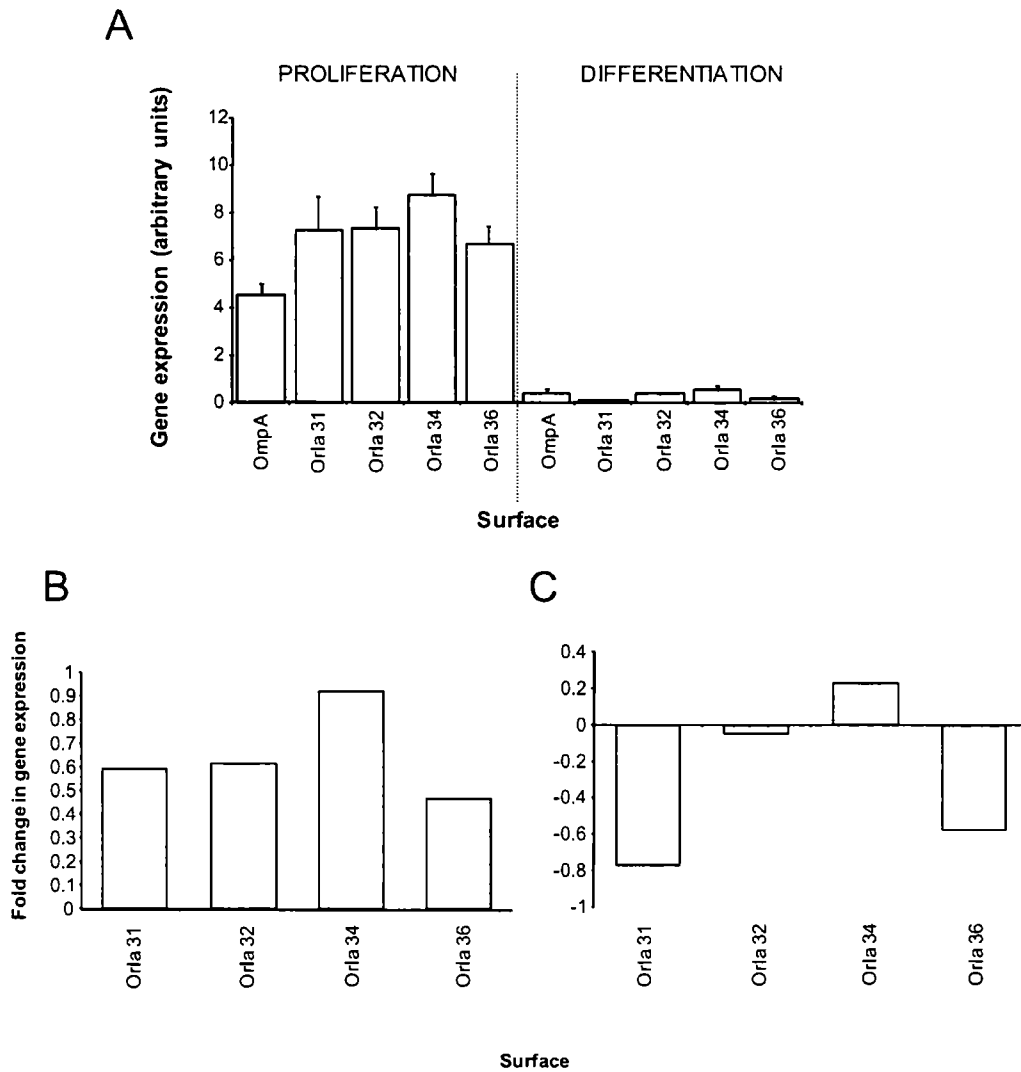 A
PROLIFERATION
DIFFERENTIATION
Gene expression (arbitrary units)
12
10
8
6
4
2
0
OmpA
Orla 31
Orla 32
Orla 34
Orla 36
OmpA
Orla 31
Orla 32
Orla 34
Orla 36
Surface
B
Fold change in gene expression
1
0.9
0.8
0.7
0.6
0.5
0.4
0.3
0.2
0.1
0
Orla 31
Orla 32
Orla 34
Orla 36
C
0.4
0.2
0
-0.2
-0.4
-0.6
-0.8
-1
Orla 31
Orla 32
Orla 34
Orla 36
Surface